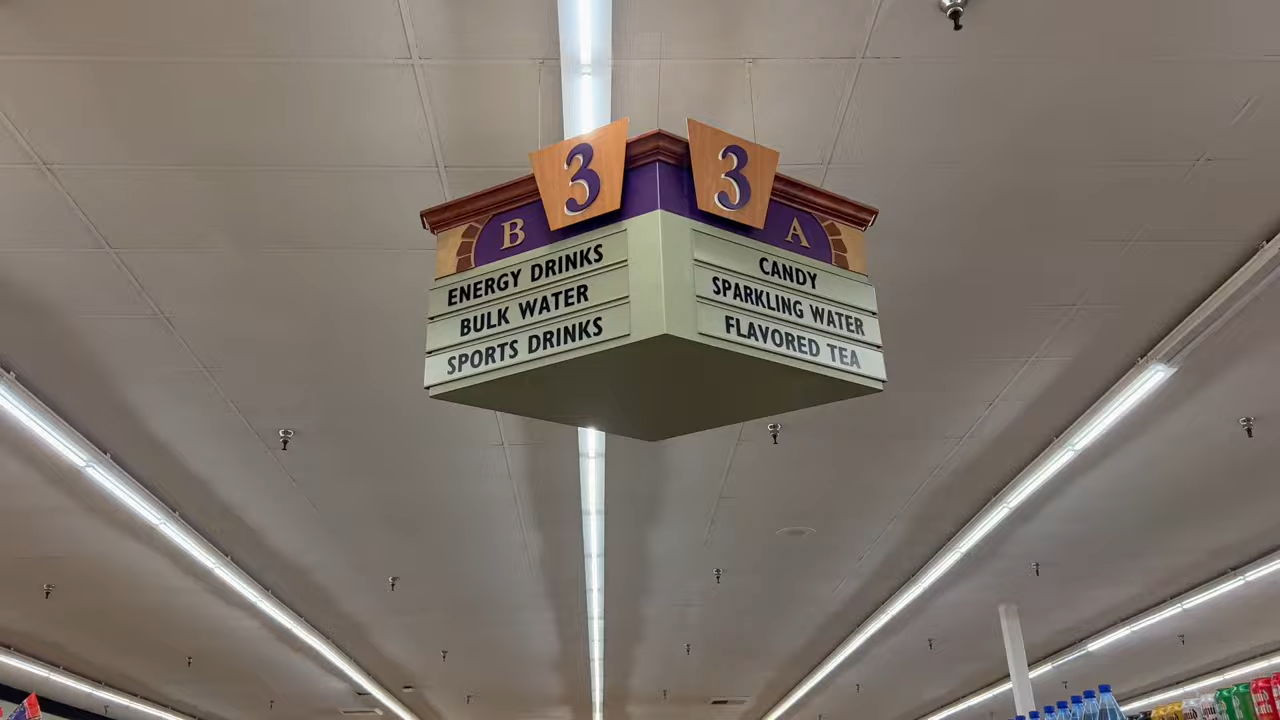 3
B
ENERGY DRINKS
BULK WATER
SPORTS DRINKS
3
A
CANDY
SPARKLING WATER
FLAVORED TEA